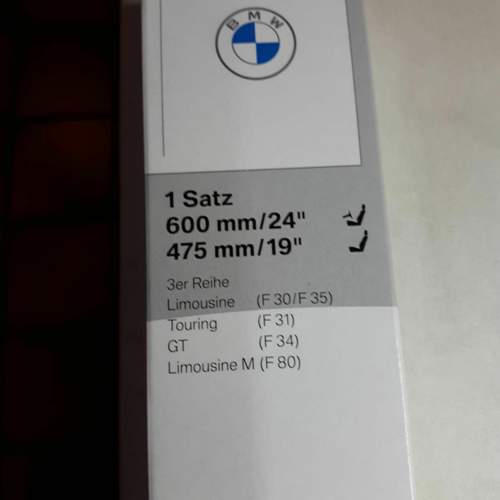 BMW
1 Satz
600 mm/24"
475 mm/19"
3er Reihe
Limousine (F 30/F 35)
Touring (F 31)
GT (F 34)
Limousine M (F 80)